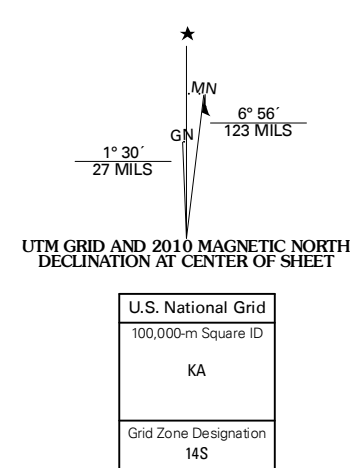 MN
6° 56´
123 MILS
GN
1° 30´
27 MILS
UTM GRID AND 2010 MAGNETIC NORTH
DECLINATION AT CENTER OF SHEET
U.S. National Grid
100,000-m Square ID
KA
Grid Zone Designation
14S